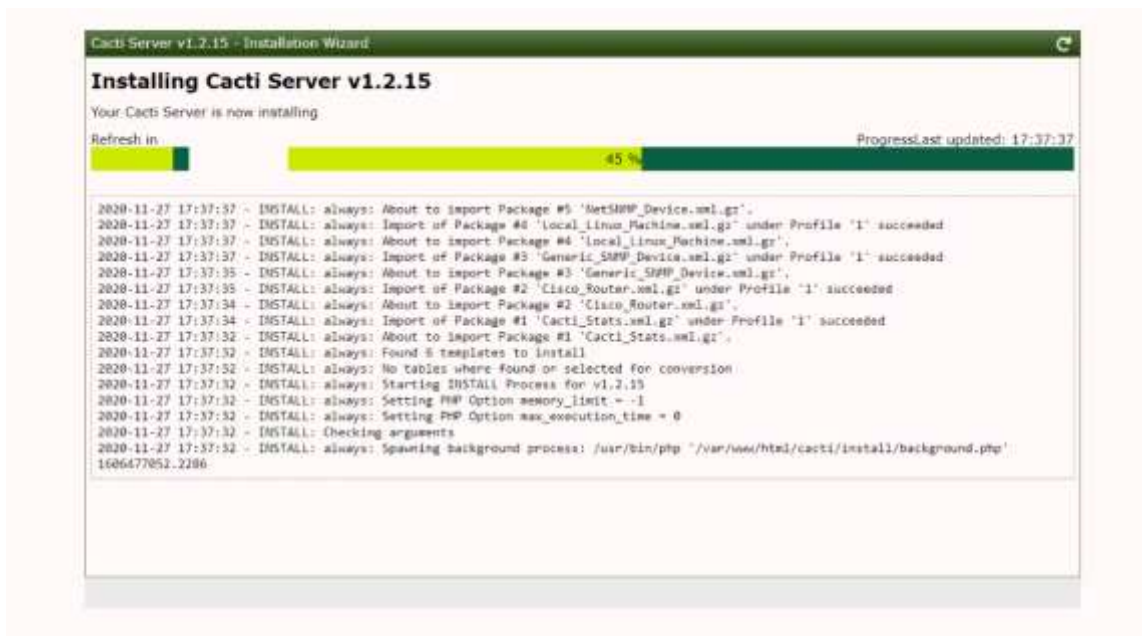 Cacti Server v1.2.15 - Installation Wizard
Installing Cacti Server v1.2.15
Your Cacti Server is now installing
Refresh in
ProgressLast updated: 17:37:37
45 %
2020-11-27 17:37:37 - INSTALL: always: About to import Package #5 'NetSNMP_Device.xml.gz'.
2020-11-27 17:37:37 - INSTALL: always: Import of Package #4 'Local_Linux_Machine.xml.gz' under Profile '1' succeeded
2020-11-27 17:37:37 - INSTALL: always: About to import Package #4 'Local_Linux_Machine.xml.gz'.
2020-11-27 17:37:37 - INSTALL: always: Import of Package #3 'Generic_SNMP_Device.xml.gz' under Profile '1' succeeded
2020-11-27 17:37:35 - INSTALL: always: About to import Package #3 'Generic_SNMP_Device.xml.gz'.
2020-11-27 17:37:35 - INSTALL: always: Import of Package #2 'Cisco_Router.xml.gz' under Profile '1' succeeded
2020-11-27 17:37:34 - INSTALL: always: About to import Package #2 'Cisco_Router.xml.gz'.
2020-11-27 17:37:34 - INSTALL: always: Import of Package #1 'Cacti_Stats.xml.gz' under Profile '1' succeeded
2020-11-27 17:37:32 - INSTALL: always: About to import Package #1 'Cacti_Stats.xml.gz'.
2020-11-27 17:37:32 - INSTALL: always: Found 6 templates to install
2020-11-27 17:37:32 - INSTALL: always: No tables where found or selected for conversion
2020-11-27 17:37:32 - INSTALL: always: Starting INSTALL Process for v1.2.15
2020-11-27 17:37:32 - INSTALL: always: Setting PHP Option memory_limit = -1
2020-11-27 17:37:32 - INSTALL: always: Setting PHP Option max_execution_time = 0
2020-11-27 17:37:32 - INSTALL: Checking arguments
2020-11-27 17:37:32 - INSTALL: always: Spawning background process: /usr/bin/php '/var/www/html/cacti/install/background.php'
1606477052.2286